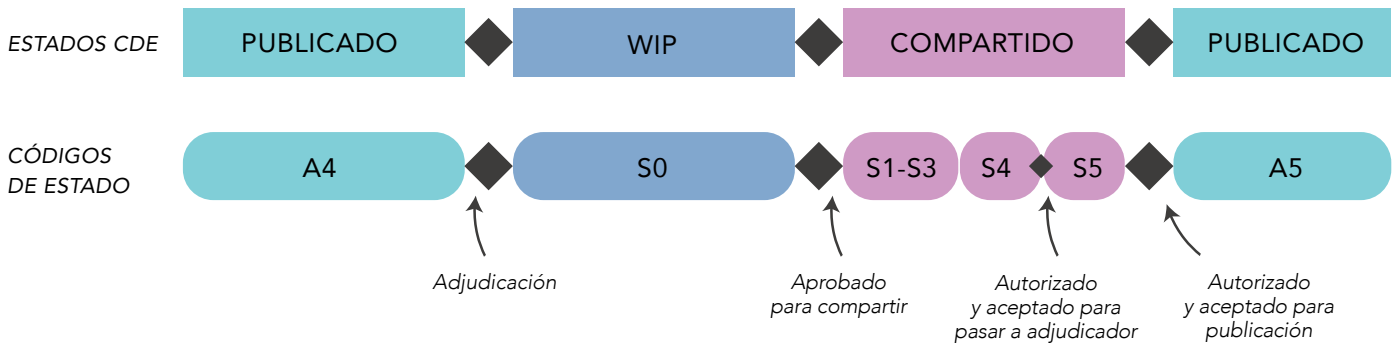 ESTADOS CDE
PUBLICADO
WIP
COMPARTIDO
PUBLICADO
CÓDIGOS
DE ESTADO
A4
S0
S1-S3
S4
S5
A5
Adjudicación
Aprobado
para compartir
Autorizado
y aceptado para
pasar a adjudicador
Autorizado
y aceptado para
publicación